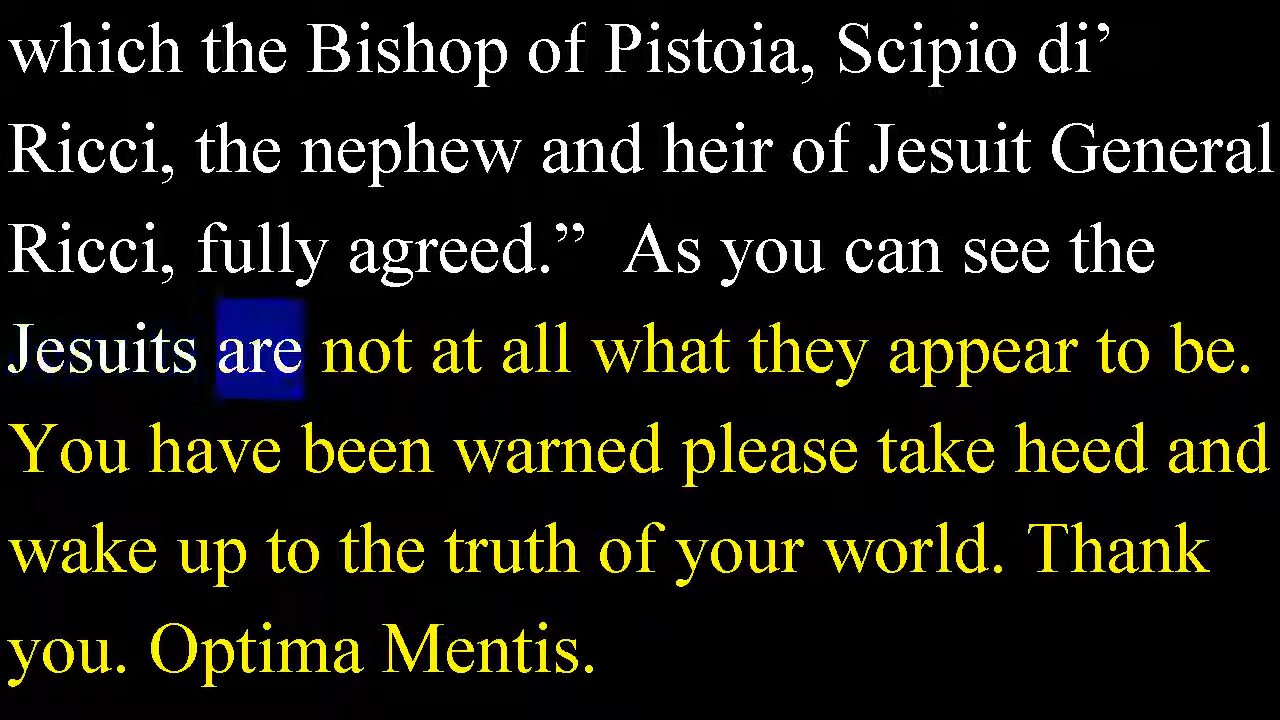 which the Bishop of Pistoia, Scipio di’
Ricci, the nephew and heir of Jesuit General
Ricci, fully agreed.”  As you can see the
Jesuits are not at all what they appear to be.
You have been warned please take heed and
wake up to the truth of your world. Thank
you. Optima Mentis.